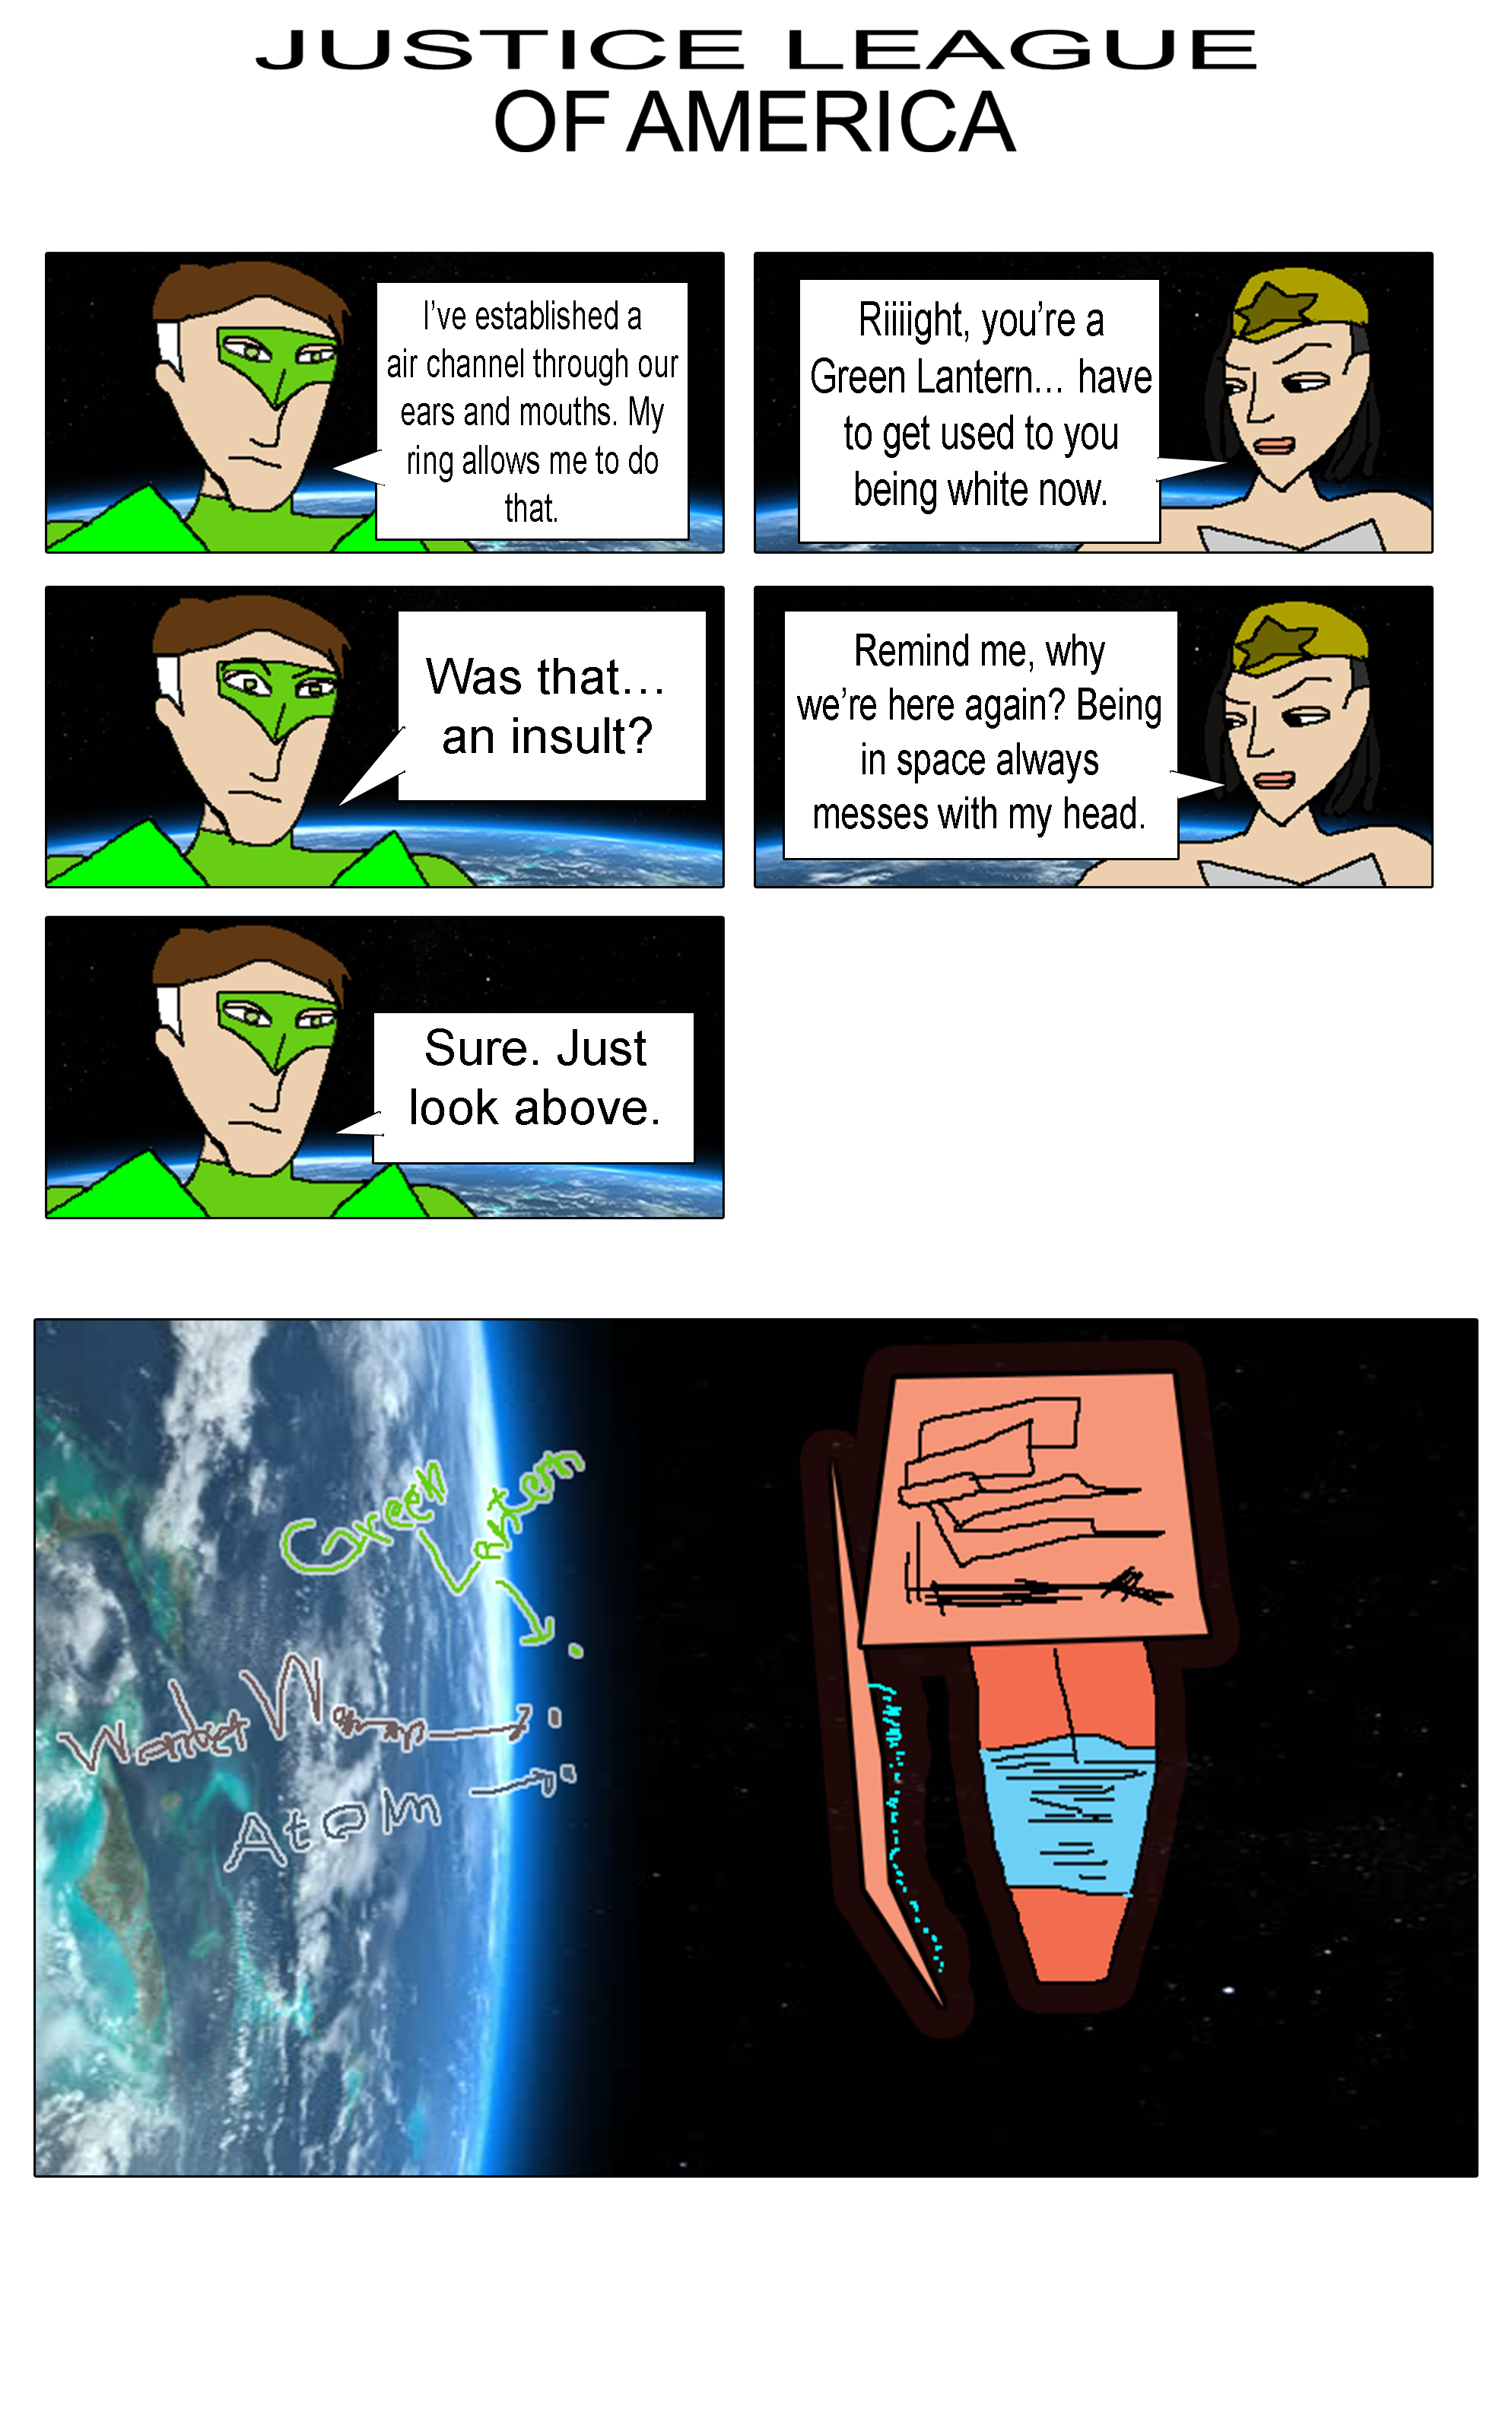 JUSTICE LEAGUE
OF AMERICA
I've established a
air channel through our
ears and mouths. My
ring allows me to do
that.
Riiiight, you're a
Green Lantern... have
to get used to you
being white now.
Was that...
an insult?
Remind me, why
we're here again? Being
in space always
messes with my head.
Sure. Just
look above.
Green
Lantern
Atom